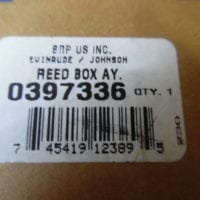 BRP US INC.
EVINRUDE / JOHNSON
REED BOX AY.
0397336 QTY. 1
7 45419 12389 5